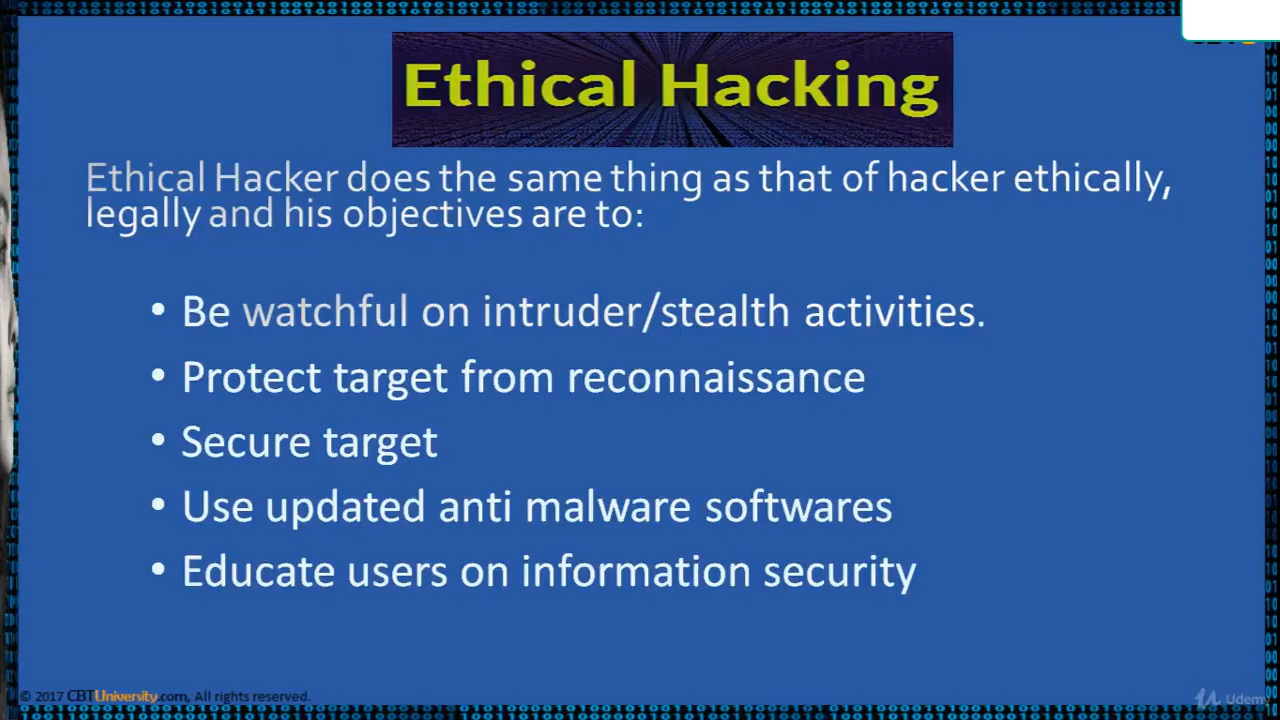 Ethical Hacking
Ethical Hacker does the same thing as that of hacker ethically,
legally and his objectives are to:
• Be watchful on intruder/stealth activities.
• Protect target from reconnaissance
• Secure target
• Use updated anti malware softwares
• Educate users on information security
© 2017 CBTUniversity.com, All rights reserved.